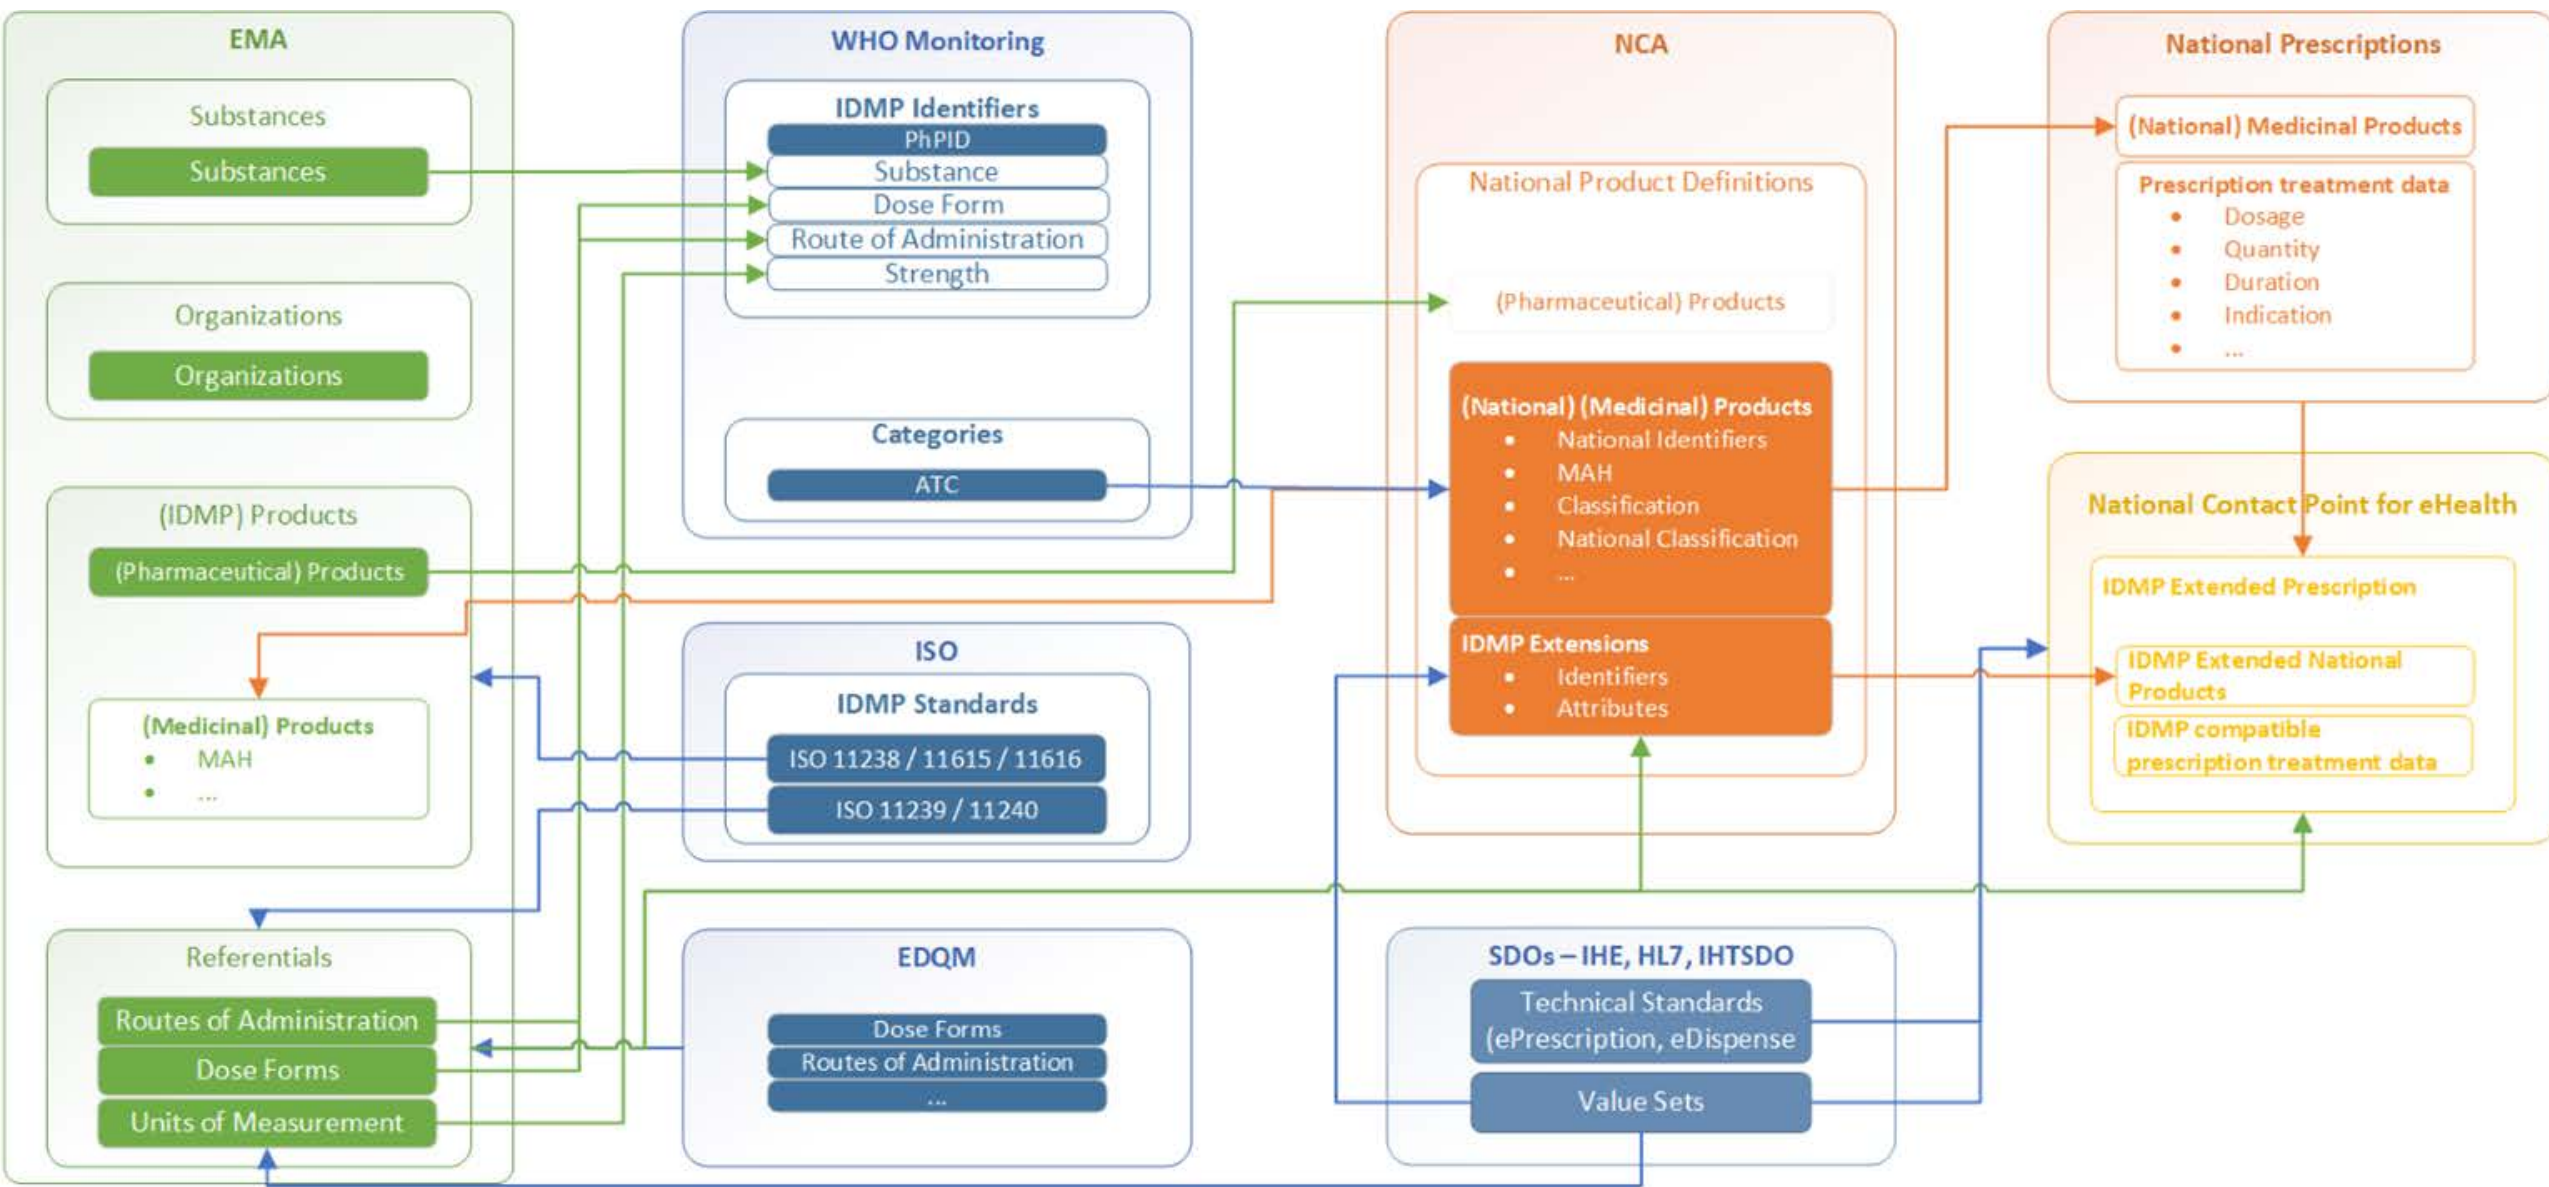 EMA
Substances
Substances
Organizations
Organizations
(IDMP) Products
(Pharmaceutical) Products
(Medicinal) Products
• MAH
• ...
Referentials
Routes of Administration
Dose Forms
Units of Measurement
WHO Monitoring
IDMP Identifiers
PhPID
Substance
Dose Form
Route of Administration
Strength
Categories
ATC
ISO
IDMP Standards
ISO 11238 / 11615 / 11616
ISO 11239 / 11240
EDQM
Dose Forms
Routes of Administration
...
NCA
National Product Definitions
(Pharmaceutical) Products
(National) (Medicinal) Products
• National Identifiers
• MAH
• Classification
• National Classification
• ...
IDMP Extensions
• Identifiers
• Attributes
SDOs – IHE, HL7, IHTSDO
Technical Standards
(ePrescription, eDispense
Value Sets
National Prescriptions
(National) Medicinal Products
Prescription treatment data
• Dosage
• Quantity
• Duration
• Indication
• ...
National Contact Point for eHealth
IDMP Extended Prescription
IDMP Extended National
Products
IDMP compatible
prescription treatment data